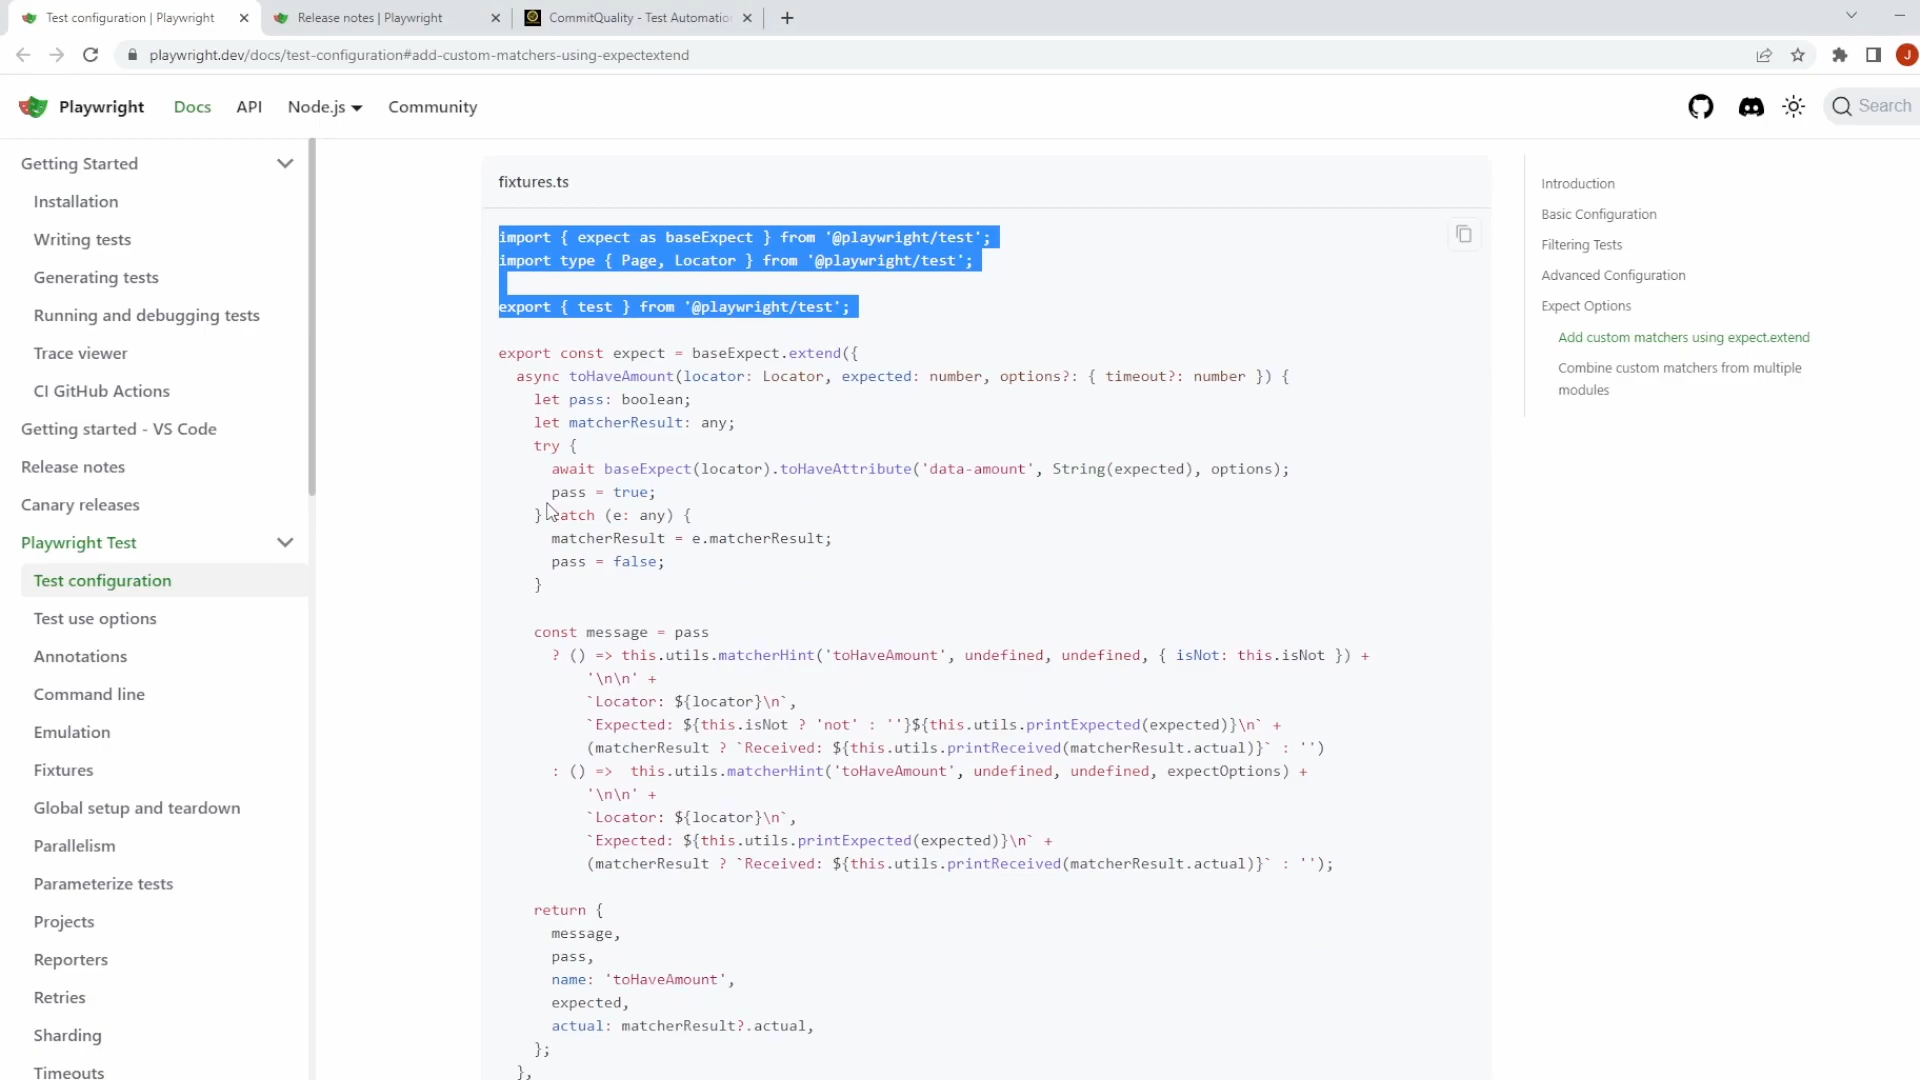 Test configuration | Playwright
Release notes | Playwright
CommitQuality - Test Automatio
playwright.dev/docs/test-configuration#add-custom-matchers-using-expectextend
J
Playwright
Docs
API
Node.js
Community
Search
Getting Started
Installation
Writing tests
Generating tests
Running and debugging tests
Trace viewer
CI GitHub Actions
Getting started - VS Code
Release notes
Canary releases
Playwright Test
Test configuration
Test use options
Annotations
Command line
Emulation
Fixtures
Global setup and teardown
Parallelism
Parameterize tests
Projects
Reporters
Retries
Sharding
Timeouts
fixtures.ts
import { expect as baseExpect } from '@playwright/test';
import type { Page, Locator } from '@playwright/test';
export { test } from '@playwright/test';
export const expect = baseExpect.extend({
async toHaveAmount(locator: Locator, expected: number, options?: { timeout?: number }) {
let pass: boolean;
let matcherResult: any;
try {
await baseExpect(locator).toHaveAttribute('data-amount', String(expected), options);
pass = true;
} catch (e: any) {
matcherResult = e.matcherResult;
pass = false;
}
const message = pass
? () => this.utils.matcherHint('toHaveAmount', undefined, undefined, { isNot: this.isNot }) +
'\n\n' +
`Locator: ${locator}\n`,
`Expected: ${this.isNot ? 'not' : ''}${this.utils.printExpected(expected)}\n` +
(matcherResult ? `Received: ${this.utils.printReceived(matcherResult.actual)}` : '')
: () =>  this.utils.matcherHint('toHaveAmount', undefined, undefined, expectOptions) +
'\n\n' +
`Locator: ${locator}\n`,
`Expected: ${this.utils.printExpected(expected)}\n` +
(matcherResult ? `Received: ${this.utils.printReceived(matcherResult.actual)}` : '');
return {
message,
pass,
name: 'toHaveAmount',
expected,
actual: matcherResult?.actual,
};
},
Introduction
Basic Configuration
Filtering Tests
Advanced Configuration
Expect Options
Add custom matchers using expect.extend
Combine custom matchers from multiple
modules